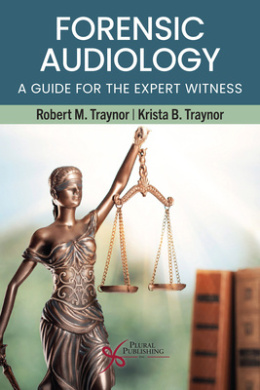 FORENSIC
AUDIOLOGY
A GUIDE FOR THE EXPERT WITNESS
Robert M. Traynor | Krista B. Traynor
PLURAL
PUBLISHING